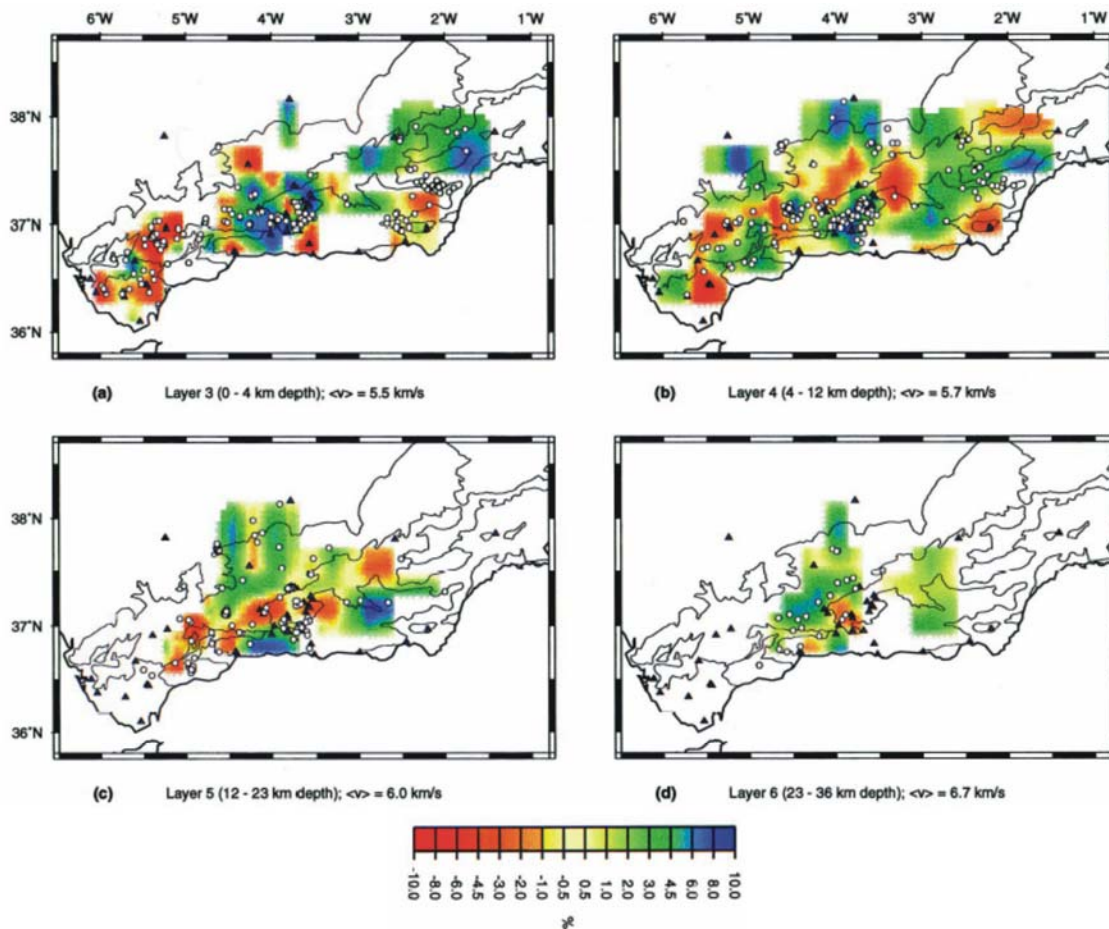 6°W 5°W 4°W 3°W 2°W 1°W 6°W 5°W 4°W 3°W 2°W 1°W
38°N 38°N
37°N 37°N
36°N 36°N
(a) Layer 3 (0 - 4 km depth); <v> = 5.5 km/s (b) Layer 4 (4 - 12 km depth); <v> = 5.7 km/s
38°N 38°N
37°N 37°N
36°N 36°N
(c) Layer 5 (12 - 23 km depth); <v> = 6.0 km/s (d) Layer 6 (23 - 36 km depth); <v> = 6.7 km/s
-10.0 -8.0 -6.0 -4.5 -2.0 -1.0 -0.5 0.5 1.0 2.0 3.0 4.5 6.0 8.0 10.0
%